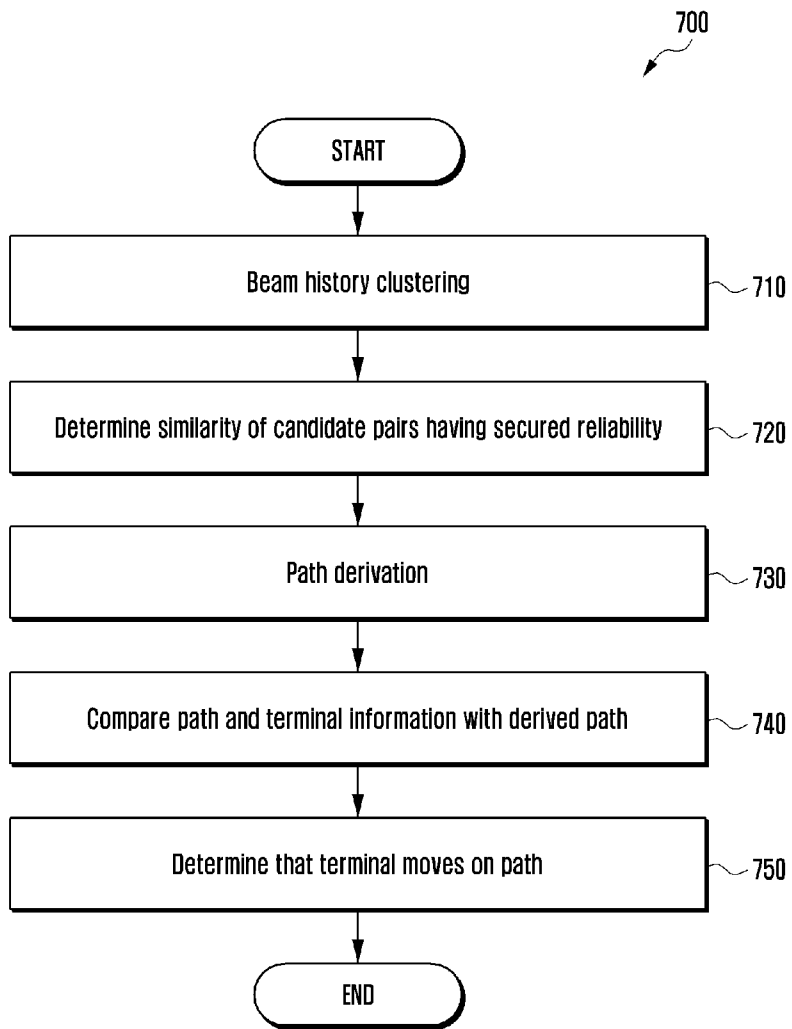 700
START
Beam history clustering
710
Determine similarity of candidate pairs having secured reliability
720
Path derivation
730
Compare path and terminal information with derived path
740
Determine that terminal moves on path
750
END